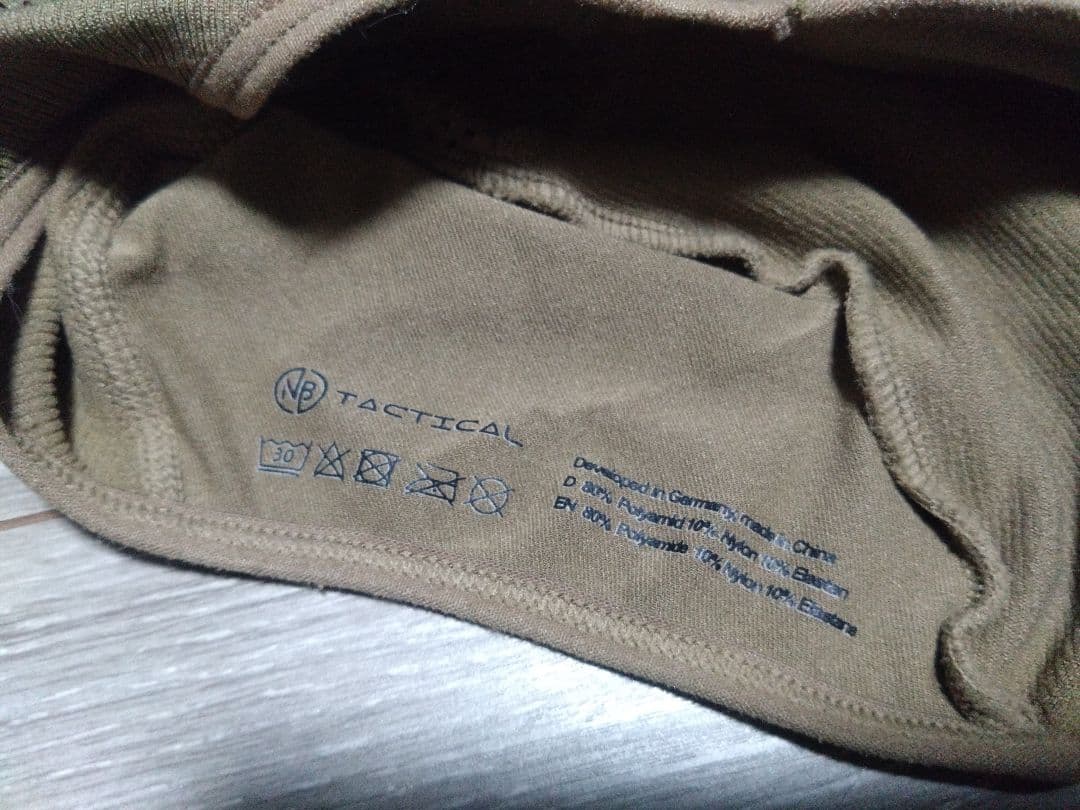 NB TACTICAL
30
Developed in Germany, made in China
D 80% Polyamid 10% Nylon 10% Elastan
EN 80% Polyamide 10% Nylon 10% Elastane